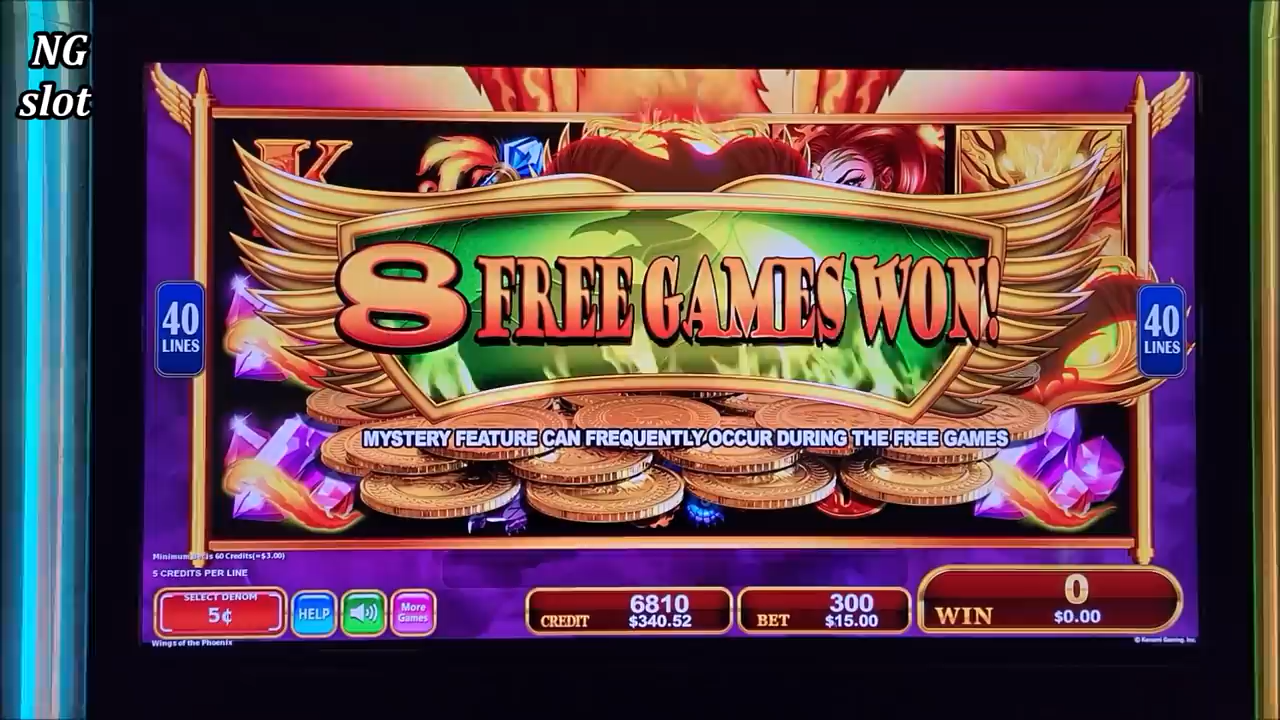 NG
slot
K
8 FREE GAMES WON!
40
LINES
40
LINES
MYSTERY FEATURE CAN FREQUENTLY OCCUR DURING THE FREE GAMES
Minimum Bet is 60 Credits(=$3.00)
5 CREDITS PER LINE
SELECT DENOM
5¢
HELP
More
Games
CREDIT
6810
$340.52
BET
300
$15.00
WIN
0
$0.00
Wings of the Phoenix
© Konami Gaming, Inc.